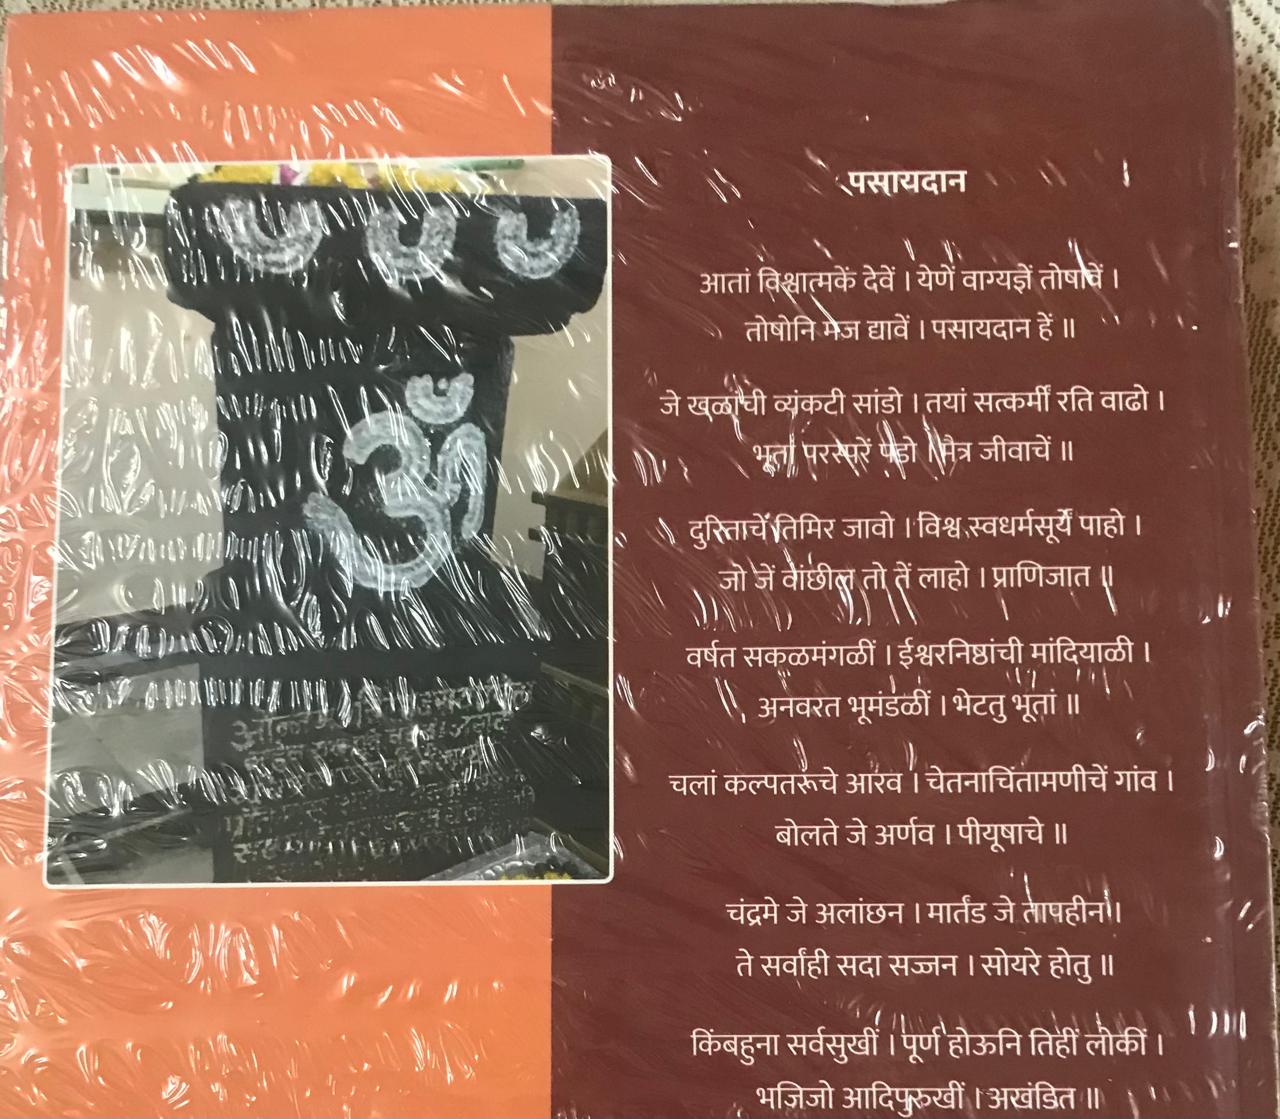 पसायदान
आतां विश्वात्मकें देवें । येणें वाग्यज्ञें तोषावें ।
तोषोनि मज द्यावें । पसायदान हें ॥
जे खळांची व्यंकटी सांडो । तयां सत्कर्मीं रति वाढो ।
भूतां परस्परें पडो । मैत्र जीवाचें ॥
दुरिताचें तिमिर जावो । विश्व स्वधर्मसूर्यें पाहो ।
जो जें वांछील तो तें लाहो । प्राणिजात ॥
वर्षत सकळमंगळीं । ईश्वरनिष्ठांची मांदियाळी ।
अनवरत भूमंडळीं । भेटतु भूतां ॥
चलां कल्पतरूंचे आरव । चेतनाचिंतामणीचें गांव ।
बोलते जे अर्णव । पीयूषाचे ॥
चंद्रमे जे अलांछन । मार्तंड जे तापहीन ।
ते सर्वांही सदा सज्जन । सोयरे होतु ॥
किंबहुना सर्वसुखीं । पूर्ण होऊनि तिहीं लोकीं ।
भजिजो आदिपुरुखीं । अखंडित ॥
ॐ